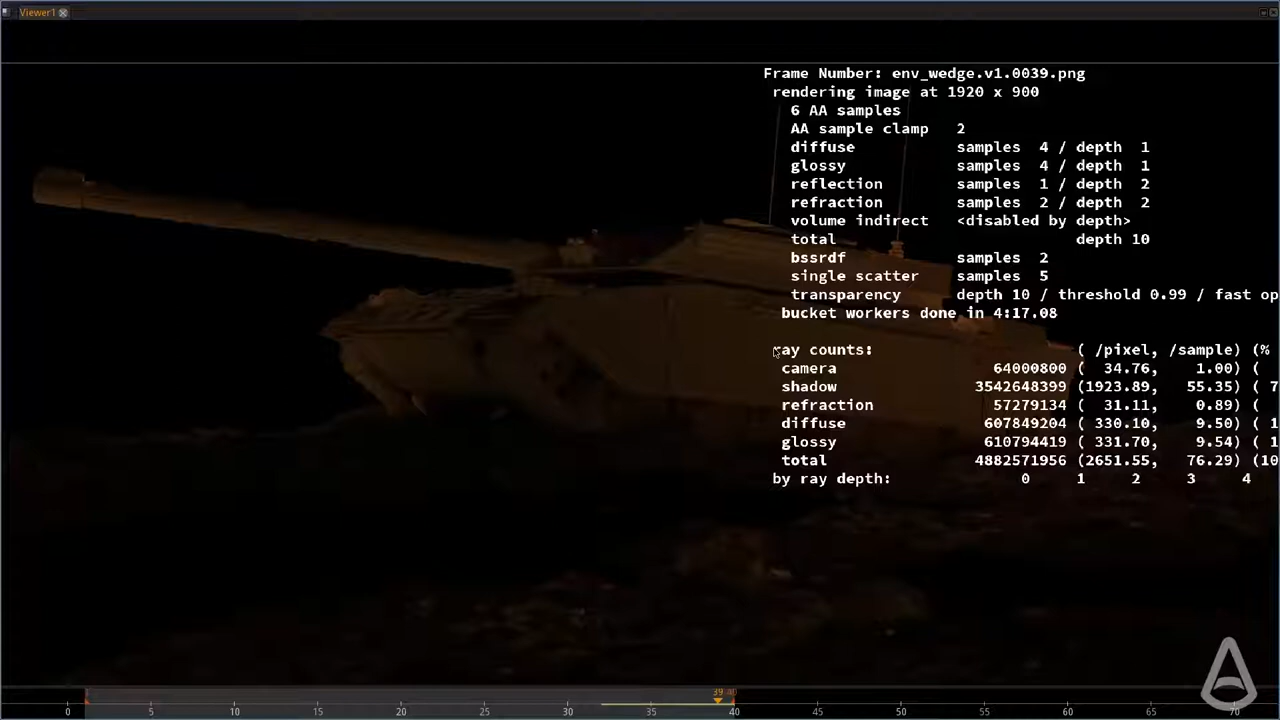 Viewer1
Frame Number: env_wedge.v1.0039.png
rendering image at 1920 x 900
6 AA samples
AA sample clamp 2
diffuse samples 4 / depth 1
glossy samples 4 / depth 1
reflection samples 1 / depth 2
refraction samples 2 / depth 2
volume indirect <disabled by depth>
total depth 10
bssrdf samples 2
single scatter samples 5
transparency depth 10 / threshold 0.99 / fast op
bucket workers done in 4:17.08
ray counts: ( /pixel, /sample) (%
camera 64000800 ( 34.76, 1.00) (
shadow 3542648399 (1923.89, 55.35) ( 7
refraction 57279134 ( 31.11, 0.89) (
diffuse 607849204 ( 330.10, 9.50) ( 1
glossy 610794419 ( 331.70, 9.54) ( 1
total 4882571956 (2651.55, 76.29) (10
by ray depth: 0 1 2 3 4
39 40
0 5 10 15 20 25 30 35 40 45 50 55 60 65 70